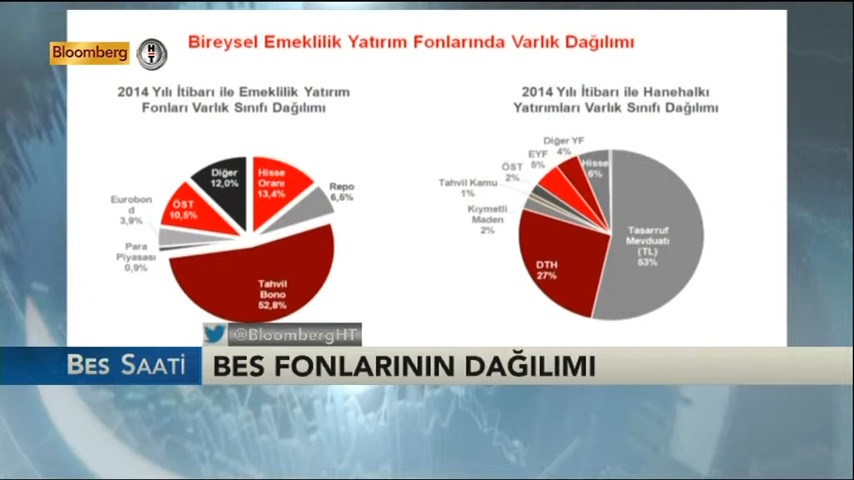 Bloomberg
HT
Bireysel Emeklilik Yatırım Fonlarında Varlık Dağılımı
2014 Yılı İtibarı ile Emeklilik Yatırım
Fonları Varlık Sınıfı Dağılımı
Diğer
12,0%
Hisse
Oranı
13,4%
Repo
6,5%
Eurobon
d
3,9%
ÖST
10,5%
Para
Piyasası
0,9%
Tahvil
Bono
52,8%
2014 Yılı İtibarı ile Hanehalkı
Yatırımları Varlık Sınıfı Dağılımı
Diğer YF
4%
EYF
5%
Hisse
6%
ÖST
2%
Tahvil Kamu
1%
Kıymetli
Maden
2%
DTH
27%
Tasarruf
Mevduatı
(TL)
53%
@BloombergHT
BES SAATİ
BES FONLARININ DAĞILIMI